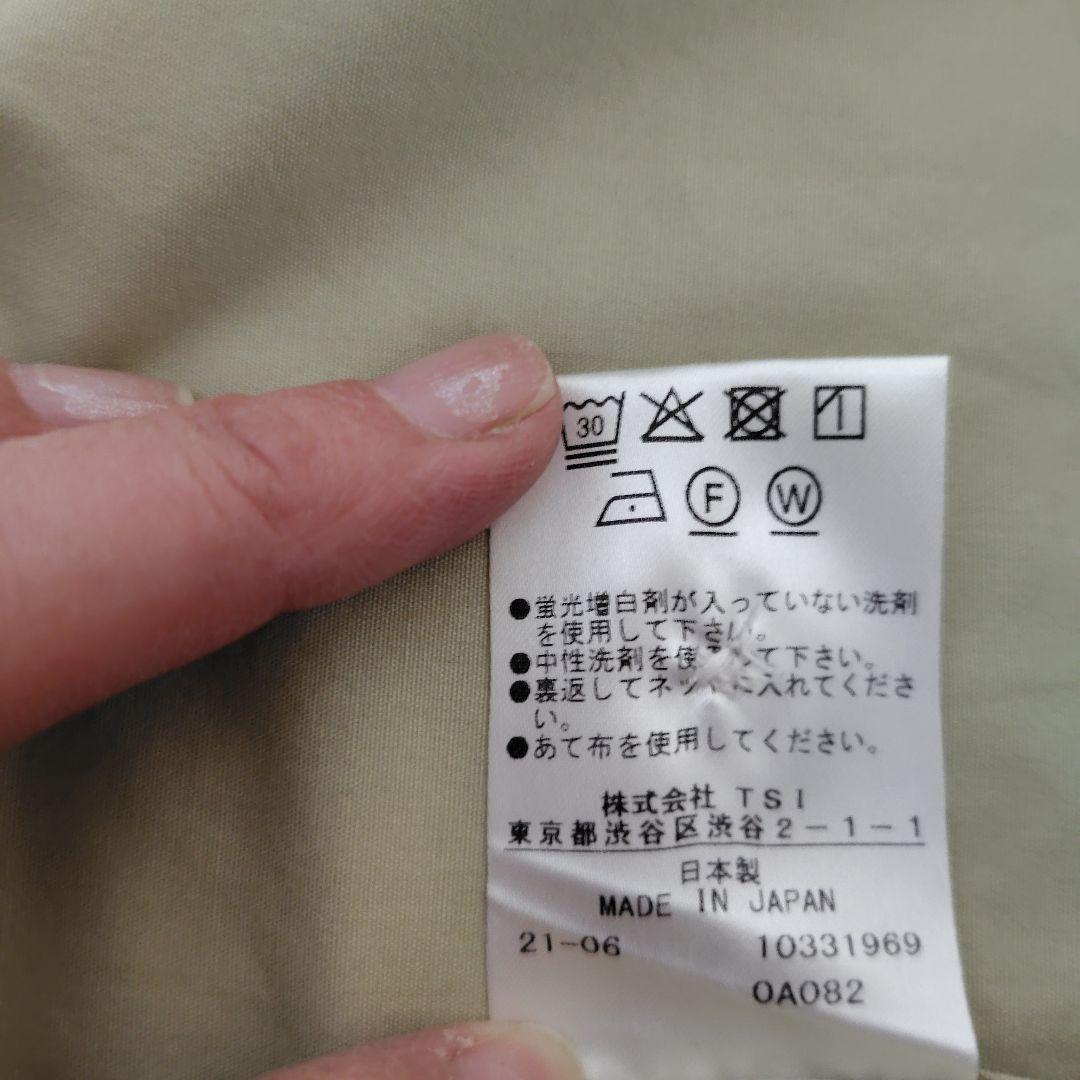 30
F W
●蛍光増白剤が入っていない洗剤
を使用して下さい。
●中性洗剤を使用して下さい。
●裏返してネットに入れてくださ
い。
●あて布を使用してください。
株式会社 TSI
東京都渋谷区渋谷2-1-1
日本製
MADE IN JAPAN
21-06 10331969
0A082